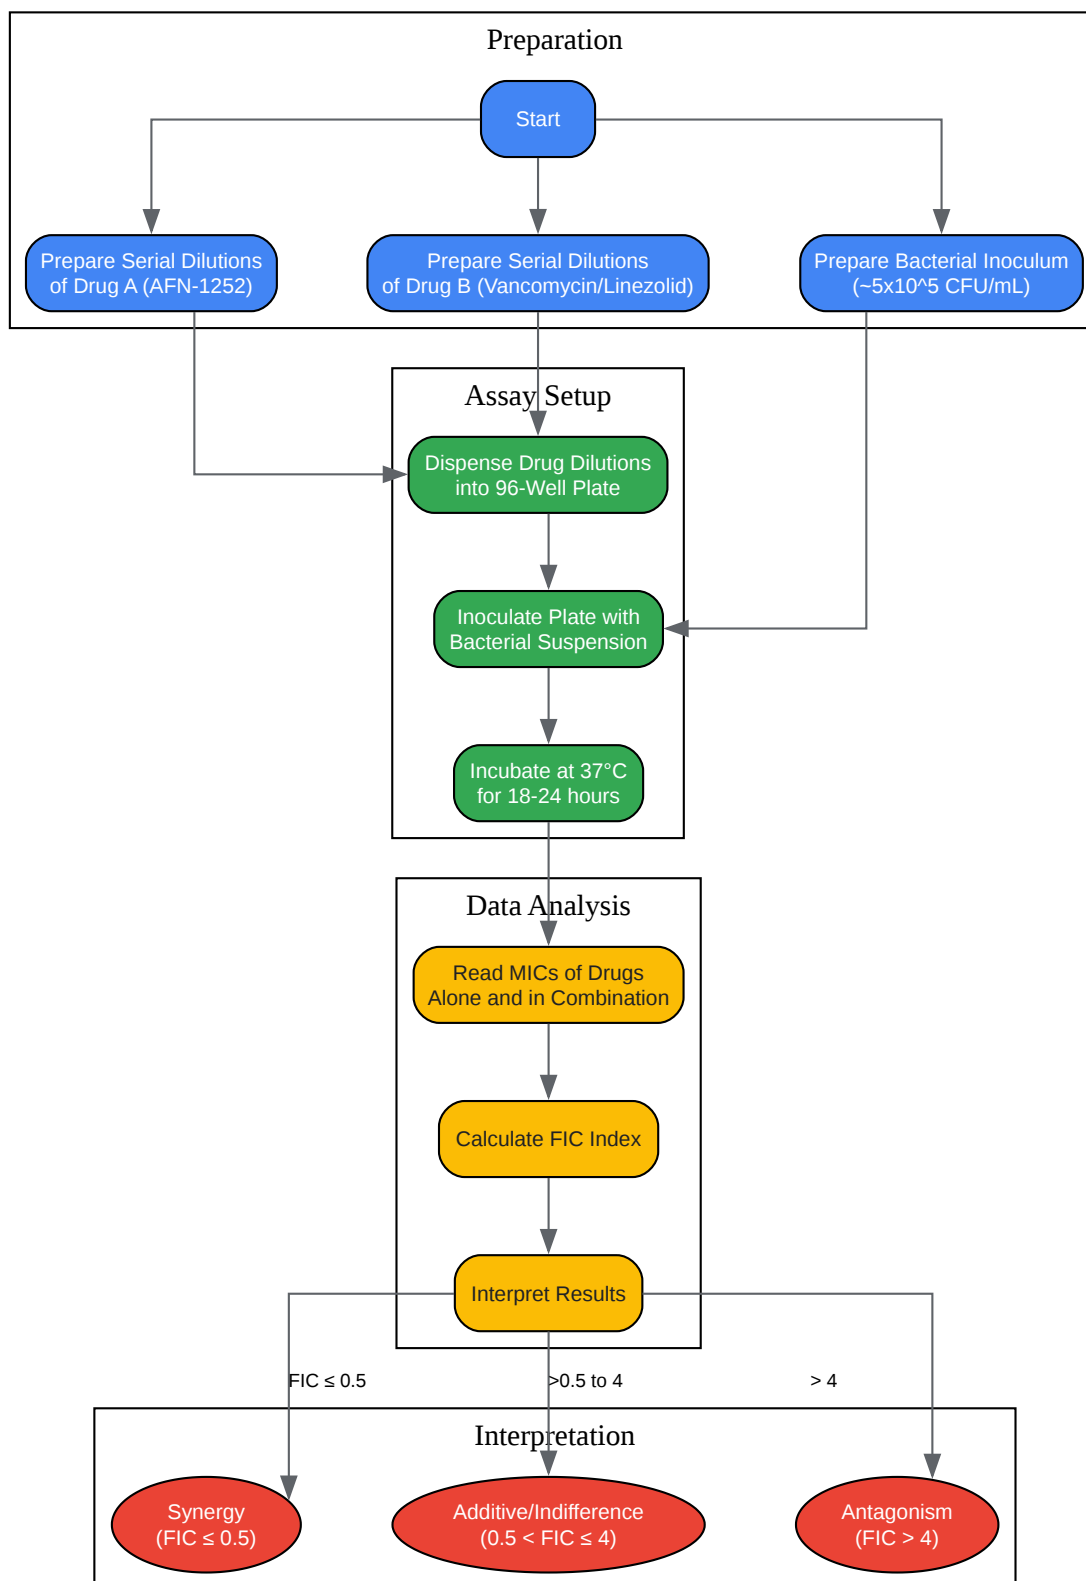 Preparation
Start
Prepare Serial Dilutions
of Drug A (AFN-1252)
Prepare Serial Dilutions
of Drug B (Vancomycin/Linezolid)
Prepare Bacterial Inoculum
(~5x10^5 CFU/mL)
Assay Setup
Dispense Drug Dilutions
into 96-Well Plate
Inoculate Plate with
Bacterial Suspension
Incubate at 37°C
for 18-24 hours
Data Analysis
Read MICs of Drugs
Alone and in Combination
Calculate FIC Index
Interpret Results
FIC ≤ 0.5
>0.5 to 4
> 4
Interpretation
Synergy
(FIC ≤ 0.5)
Additive/Indifference
(0.5 < FIC ≤ 4)
Antagonism
(FIC > 4)